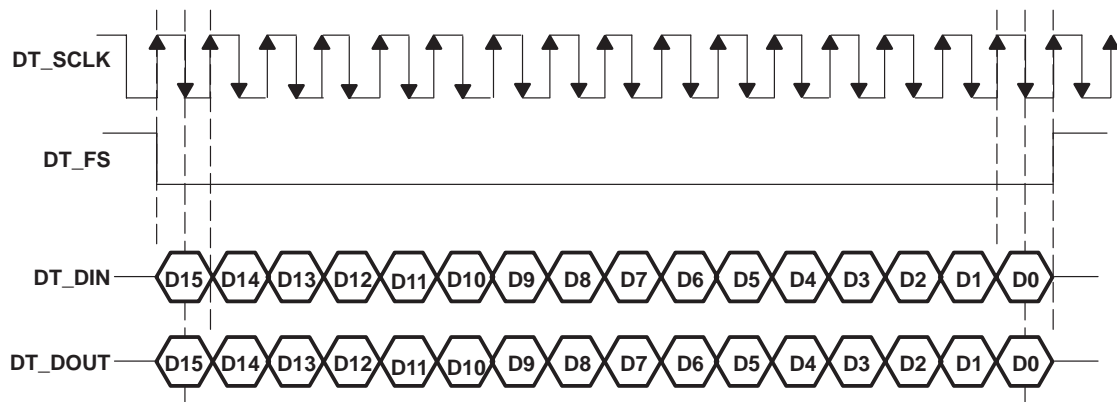 DT_SCLK
DT_FS
DT_DIN D15 D14 D13 D12 D11 D10 D9 D8 D7 D6 D5 D4 D3 D2 D1 D0
DT_DOUT D15 D14 D13 D12 D11 D10 D9 D8 D7 D6 D5 D4 D3 D2 D1 D0